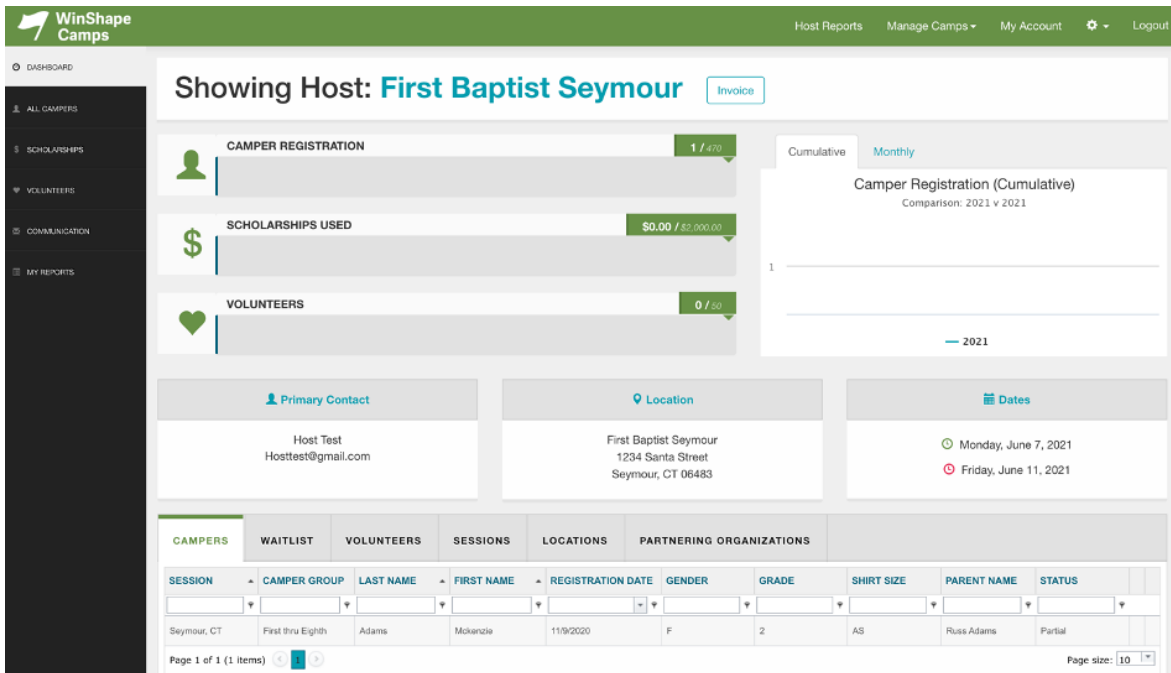 WinShape
Camps
Host Reports Manage Camps My Account Logout
DASHBOARD
ALL CAMPERS
SCHOLARSHIPS
VOLUNTEERS
COMMUNICATION
MY REPORTS
Showing Host: First Baptist Seymour Invoice
CAMPER REGISTRATION 1 / 470
SCHOLARSHIPS USED $0.00 / $2,000.00
VOLUNTEERS 0 / 50
Cumulative Monthly
Camper Registration (Cumulative)
Comparison: 2021 v 2021
1
2021
Primary Contact
Host Test
Hosttest@gmail.com
Location
First Baptist Seymour
1234 Santa Street
Seymour, CT 06483
Dates
Monday, June 7, 2021
Friday, June 11, 2021
CAMPERS WAITLIST VOLUNTEERS SESSIONS LOCATIONS PARTNERING ORGANIZATIONS
SESSION CAMPER GROUP LAST NAME FIRST NAME REGISTRATION DATE GENDER GRADE SHIRT SIZE PARENT NAME STATUS
Seymour, CT First thru Eighth Adams Mckenzie 11/9/2020 F 2 AS Russ Adams Partial
Page 1 of 1 (1 items) 1 Page size: 10